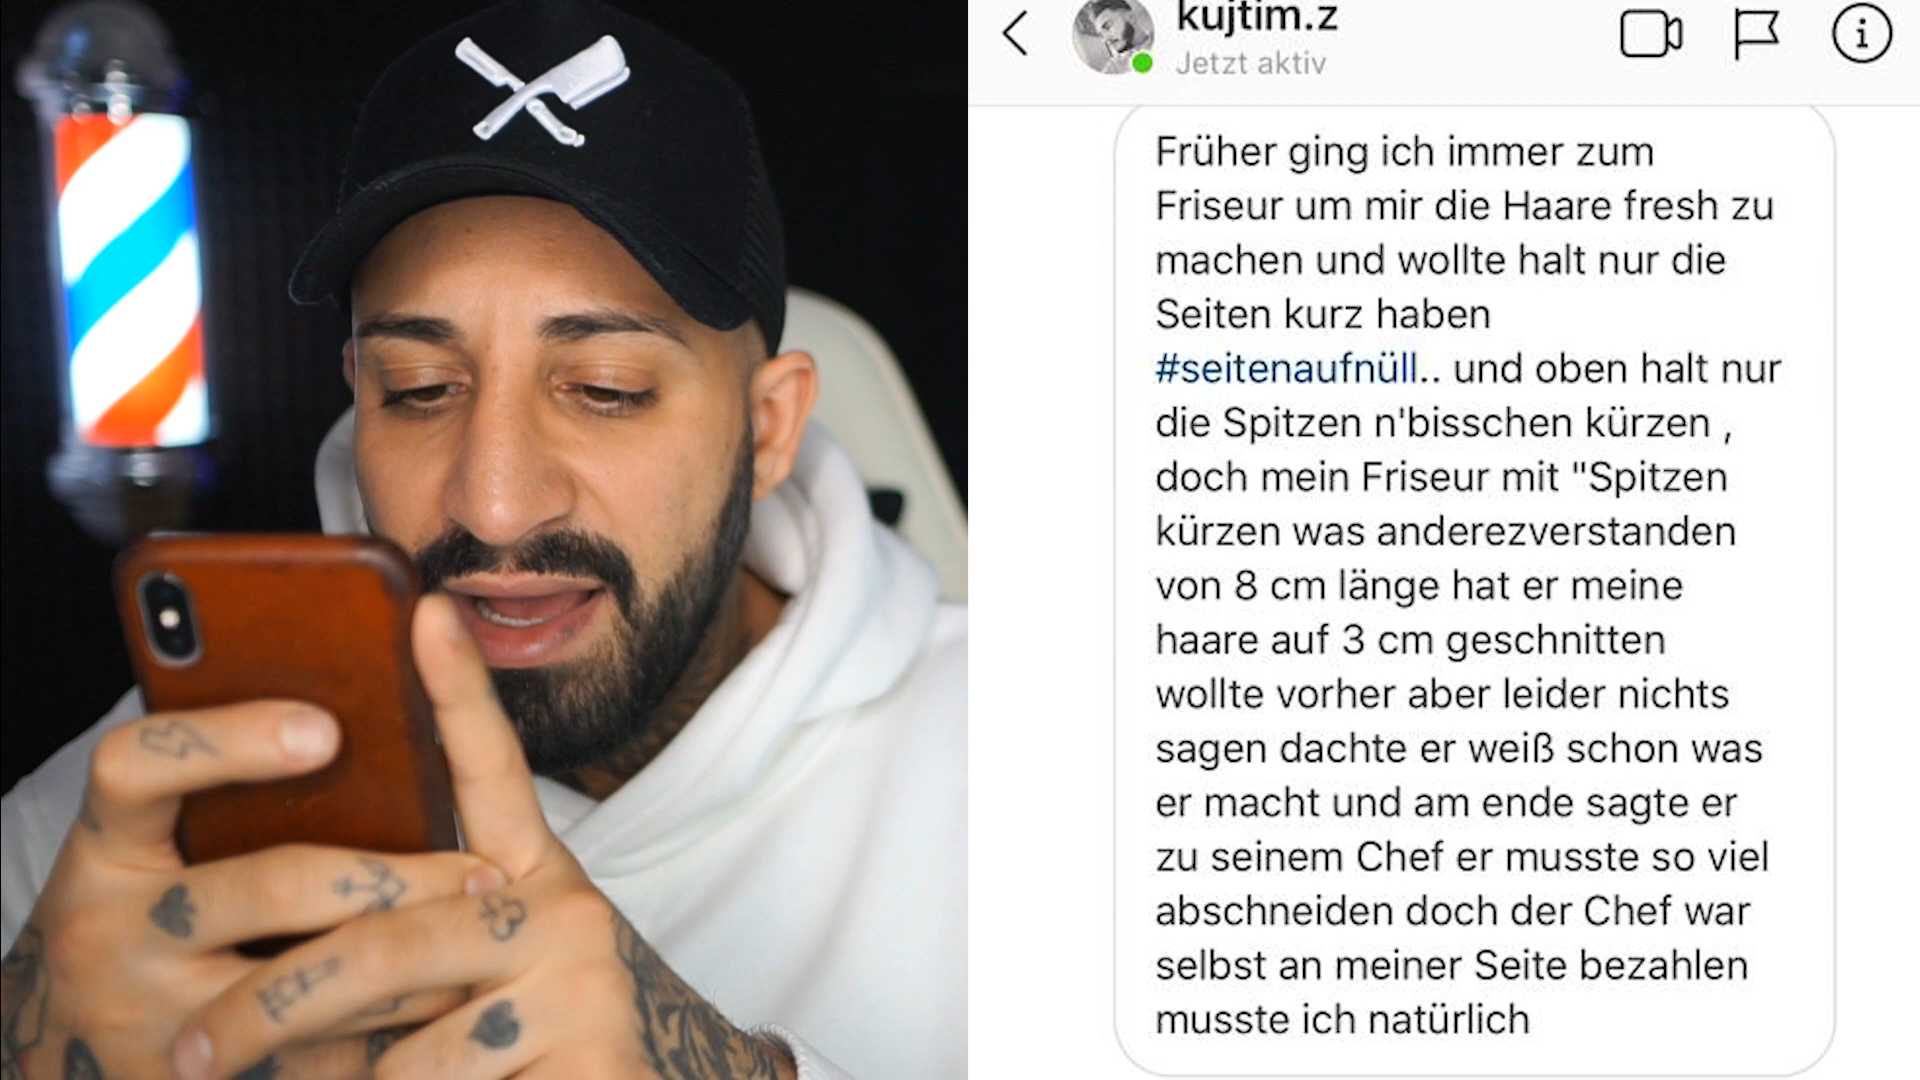 kujtim.z
Jetzt aktiv
Früher ging ich immer zum
Friseur um mir die Haare fresh zu
machen und wollte halt nur die
Seiten kurz haben
#seitenaufnüll.. und oben halt nur
die Spitzen n'bisschen kürzen ,
doch mein Friseur mit "Spitzen
kürzen was anderezverstanden
von 8 cm länge hat er meine
haare auf 3 cm geschnitten
wollte vorher aber leider nichts
sagen dachte er weiß schon was
er macht und am ende sagte er
zu seinem Chef er musste so viel
abschneiden doch der Chef war
selbst an meiner Seite bezahlen
musste ich natürlich